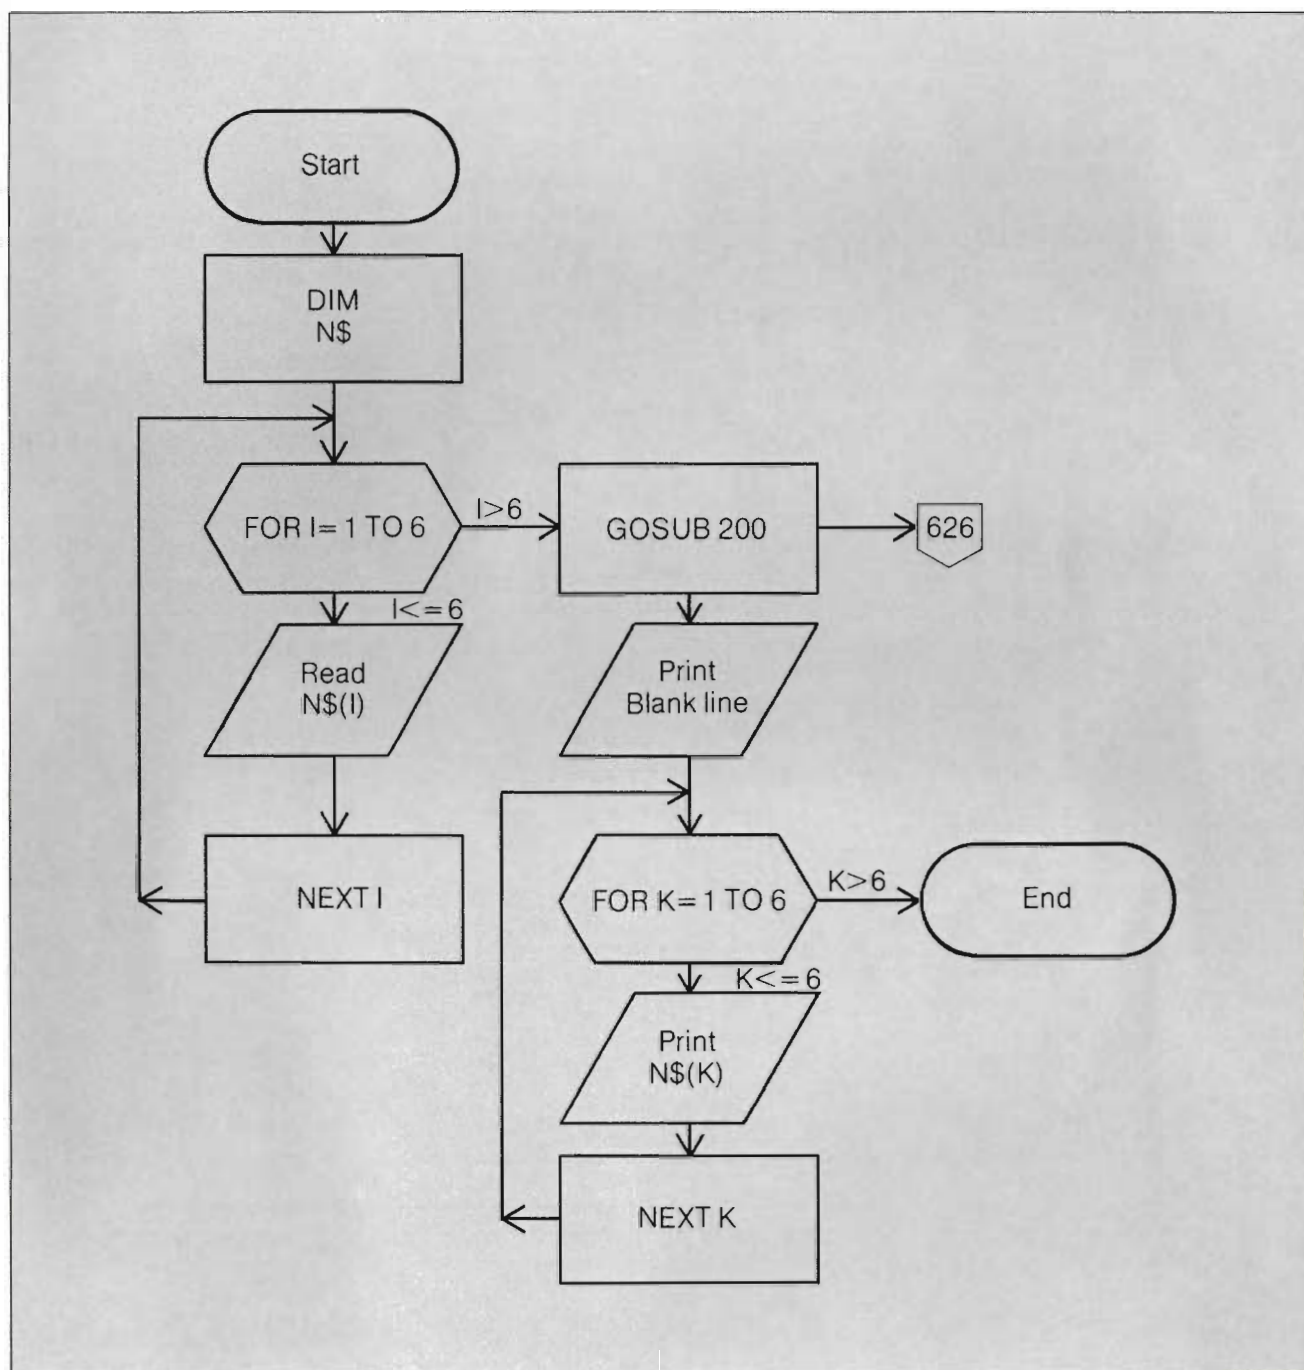 Start
DIM
N$
FOR I= 1 TO 6
I>6
GOSUB 200
626
I<=6
Read
N$(I)
Print
Blank line
NEXT I
FOR K= 1 TO 6
K>6
End
K<=6
Print
N$(K)
NEXT K